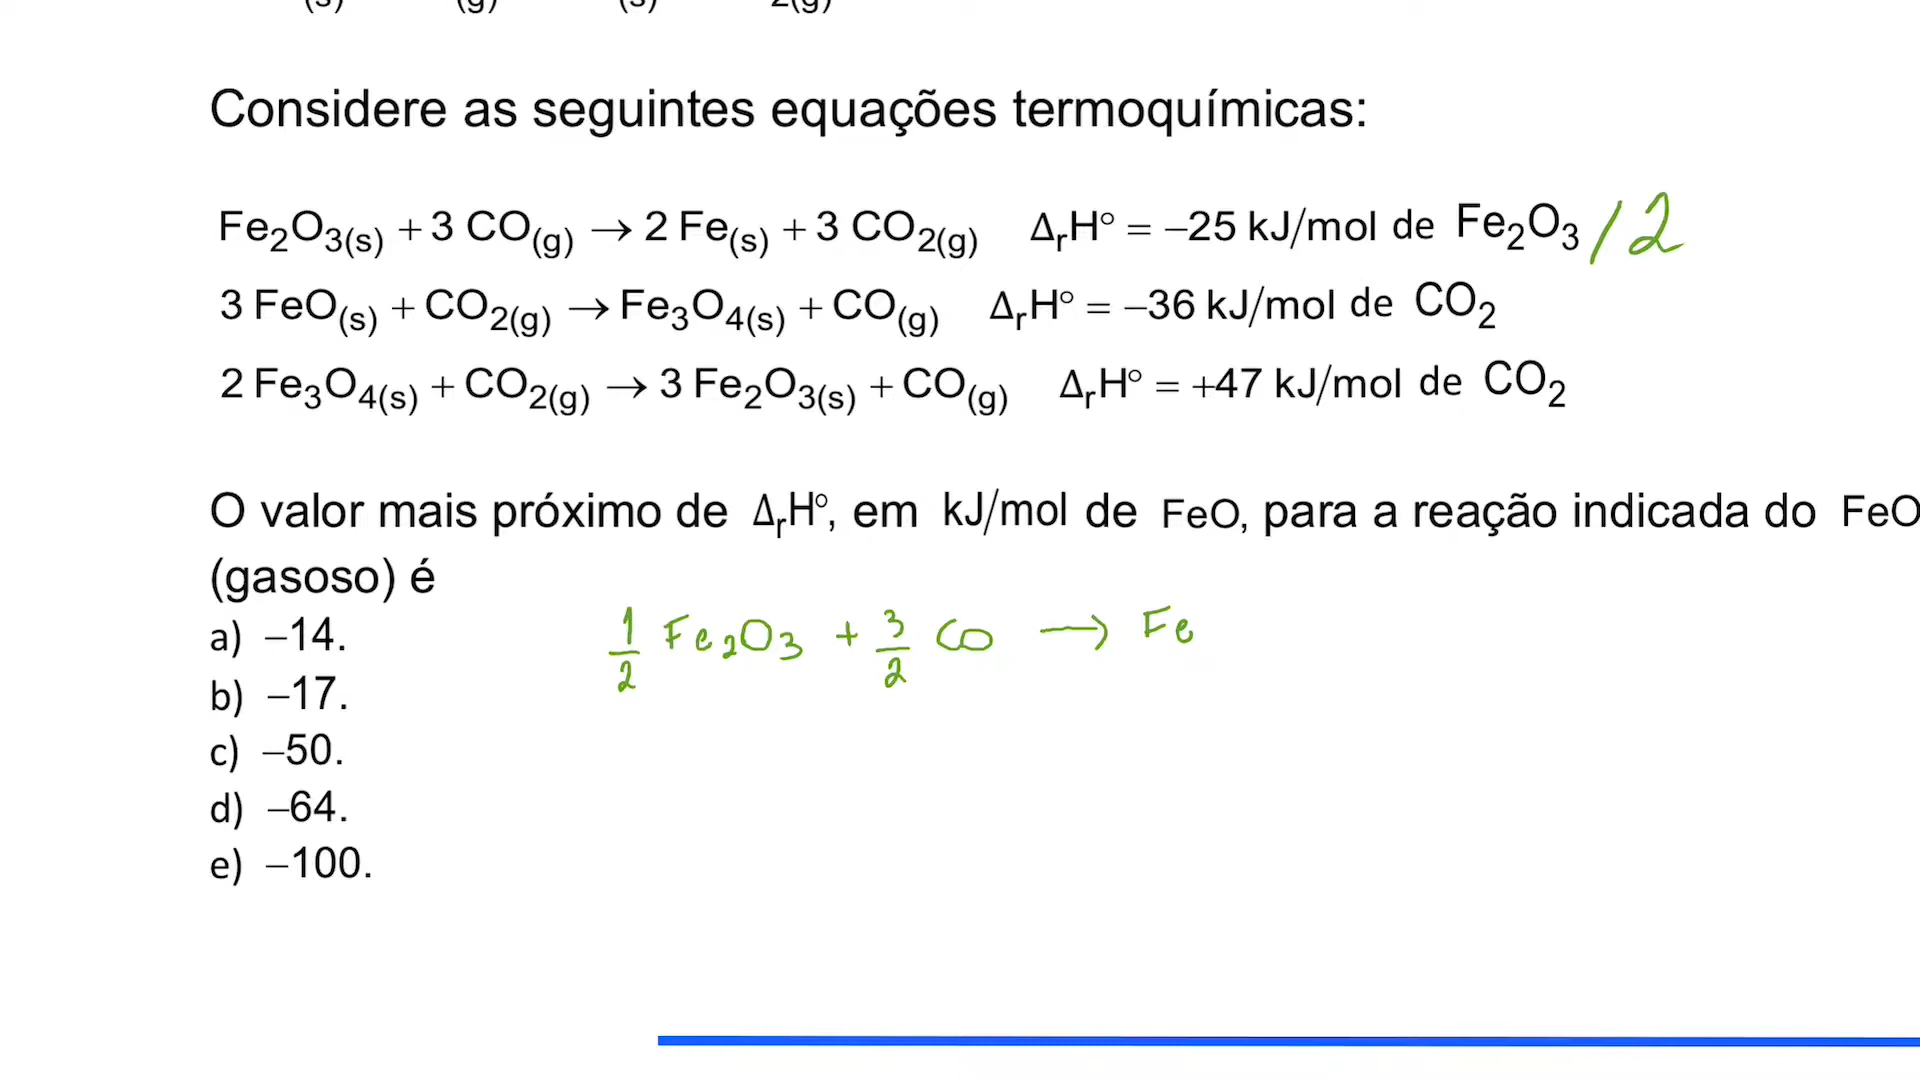 (s) (g) (s) 2(g)
Considere as seguintes equações termoquímicas:
Fe₂O₃(s) + 3 CO(g) → 2 Fe(s) + 3 CO₂(g) ΔᵣH° = −25 kJ/mol de Fe₂O₃ /2
3 FeO(s) + CO₂(g) → Fe₃O₄(s) + CO(g) ΔᵣH° = −36 kJ/mol de CO₂
2 Fe₃O₄(s) + CO₂(g) → 3 Fe₂O₃(s) + CO(g) ΔᵣH° = +47 kJ/mol de CO₂
O valor mais próximo de ΔᵣH°, em kJ/mol de FeO, para a reação indicada do FeO
(gasoso) é
a) −14.
1/2 Fe₂O₃ + 3/2 CO → Fe
b) −17.
c) −50.
d) −64.
e) −100.